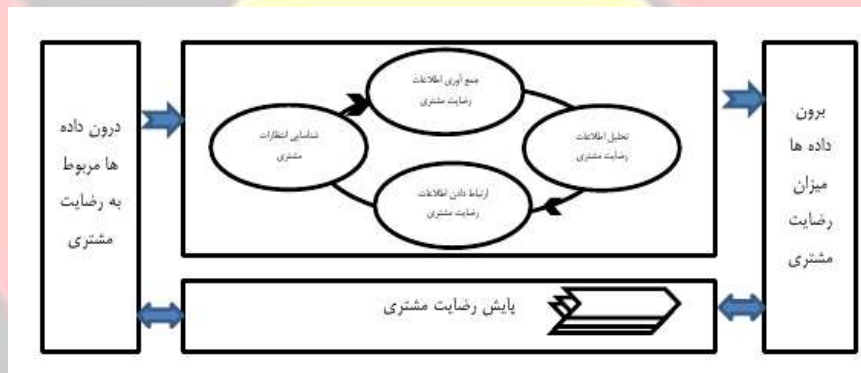 درون داده
ها مربوط
به رضایت
مشتری
جمع آوری اطلاعات
رضایت مشتری
شناسایی انتظارات
مشتری
تحلیل اطلاعات
رضایت مشتری
ارتباط دادن اطلاعات
رضایت مشتری
برون
داده ها
میزان
رضایت
مشتری
پایش رضایت مشتری